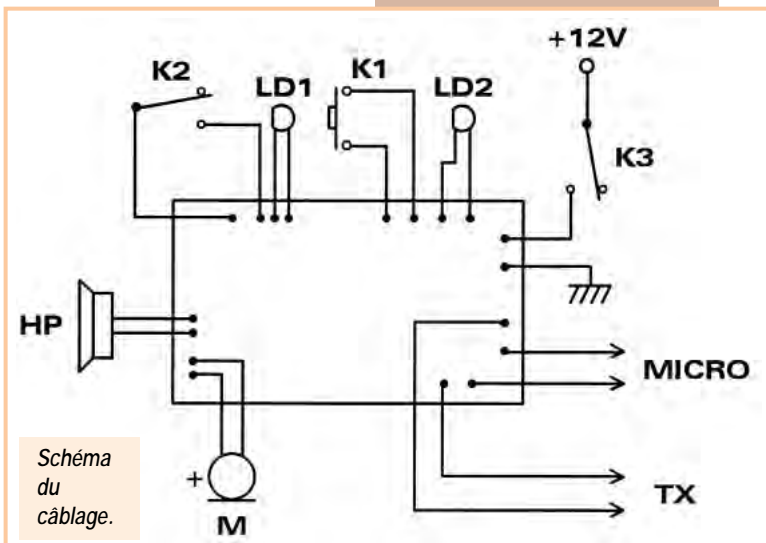 +12V
K2
LD1
K1
LD2
K3
HP
MICRO
Schéma
du
câblage.
+
M
TX